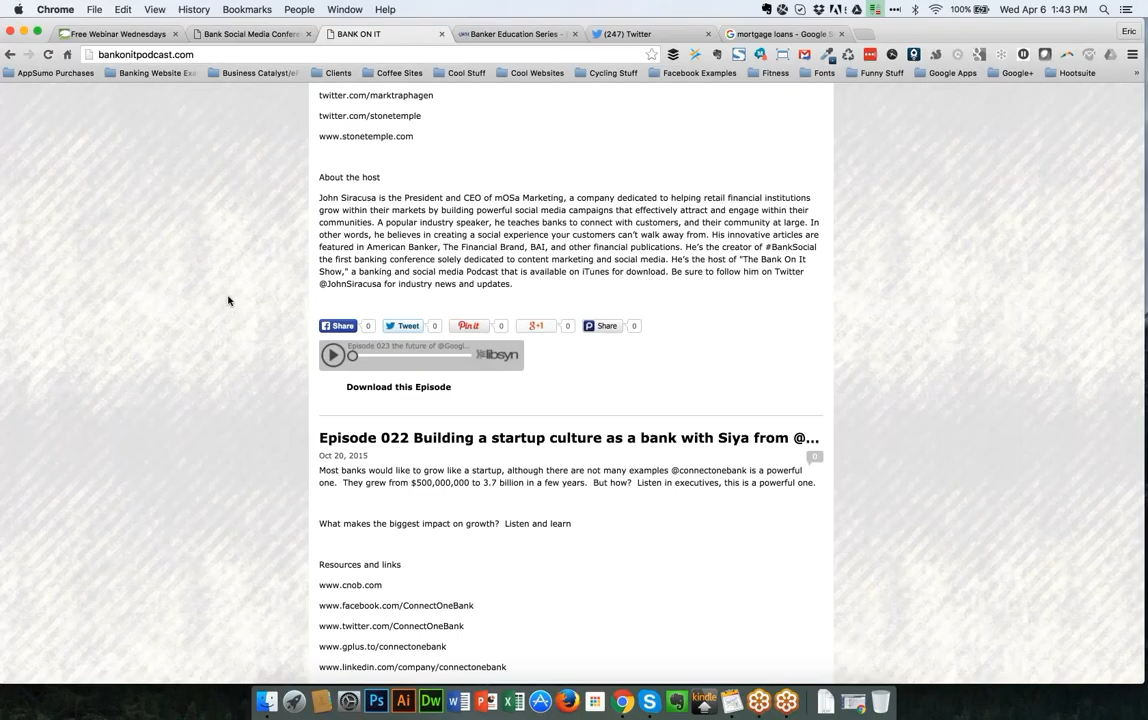 Chrome File Edit View History Bookmarks People Window Help 100% Wed Apr 6 1:43 PM
Free Webinar Wednesdays Bank Social Media Confere BANK ON IT Banker Education Series - (247) Twitter mortgage loans - Google S Eric
bankonitpodcast.com
AppSumo Purchases Banking Website Exa Business Catalyst/eF Clients Coffee Sites Cool Stuff Cool Websites Cycling Stuff Facebook Examples Fitness Fonts Funny Stuff Google Apps Google+ Hootsuite »
twitter.com/marktraphagen
twitter.com/stonetemple
www.stonetemple.com
About the host
John Siracusa is the President and CEO of mOSa Marketing, a company dedicated to helping retail financial institutions
grow within their markets by building powerful social media campaigns that effectively attract and engage within their
communities. A popular industry speaker, he teaches banks to connect with customers, and their community at large. In
other words, he believes in creating a social experience your customers can't walk away from. His innovative articles are
featured in American Banker, The Financial Brand, BAI, and other financial publications. He's the creator of #BankSocial
the first banking conference solely dedicated to content marketing and social media. He's the host of "The Bank On It
Show," a banking and social media Podcast that is available on iTunes for download. Be sure to follow him on Twitter
@JohnSiracusa for industry news and updates.
Share 0 Tweet 0 Pin it 0 g+1 0 Share 0
Episode 023 the future of @Googl...
libsyn
Download this Episode
Episode 022 Building a startup culture as a bank with Siya from @...
Oct 20, 2015 0
Most banks would like to grow like a startup, although there are not many examples @connectonebank is a powerful
one. They grew from $500,000,000 to 3.7 billion in a few years. But how? Listen in executives, this is a powerful one.
What makes the biggest impact on growth? Listen and learn
Resources and links
www.cnob.com
www.facebook.com/ConnectOneBank
www.twitter.com/ConnectOneBank
www.gplus.to/connectonebank
www.linkedin.com/company/connectonebank
Ps Ai Dw kindle